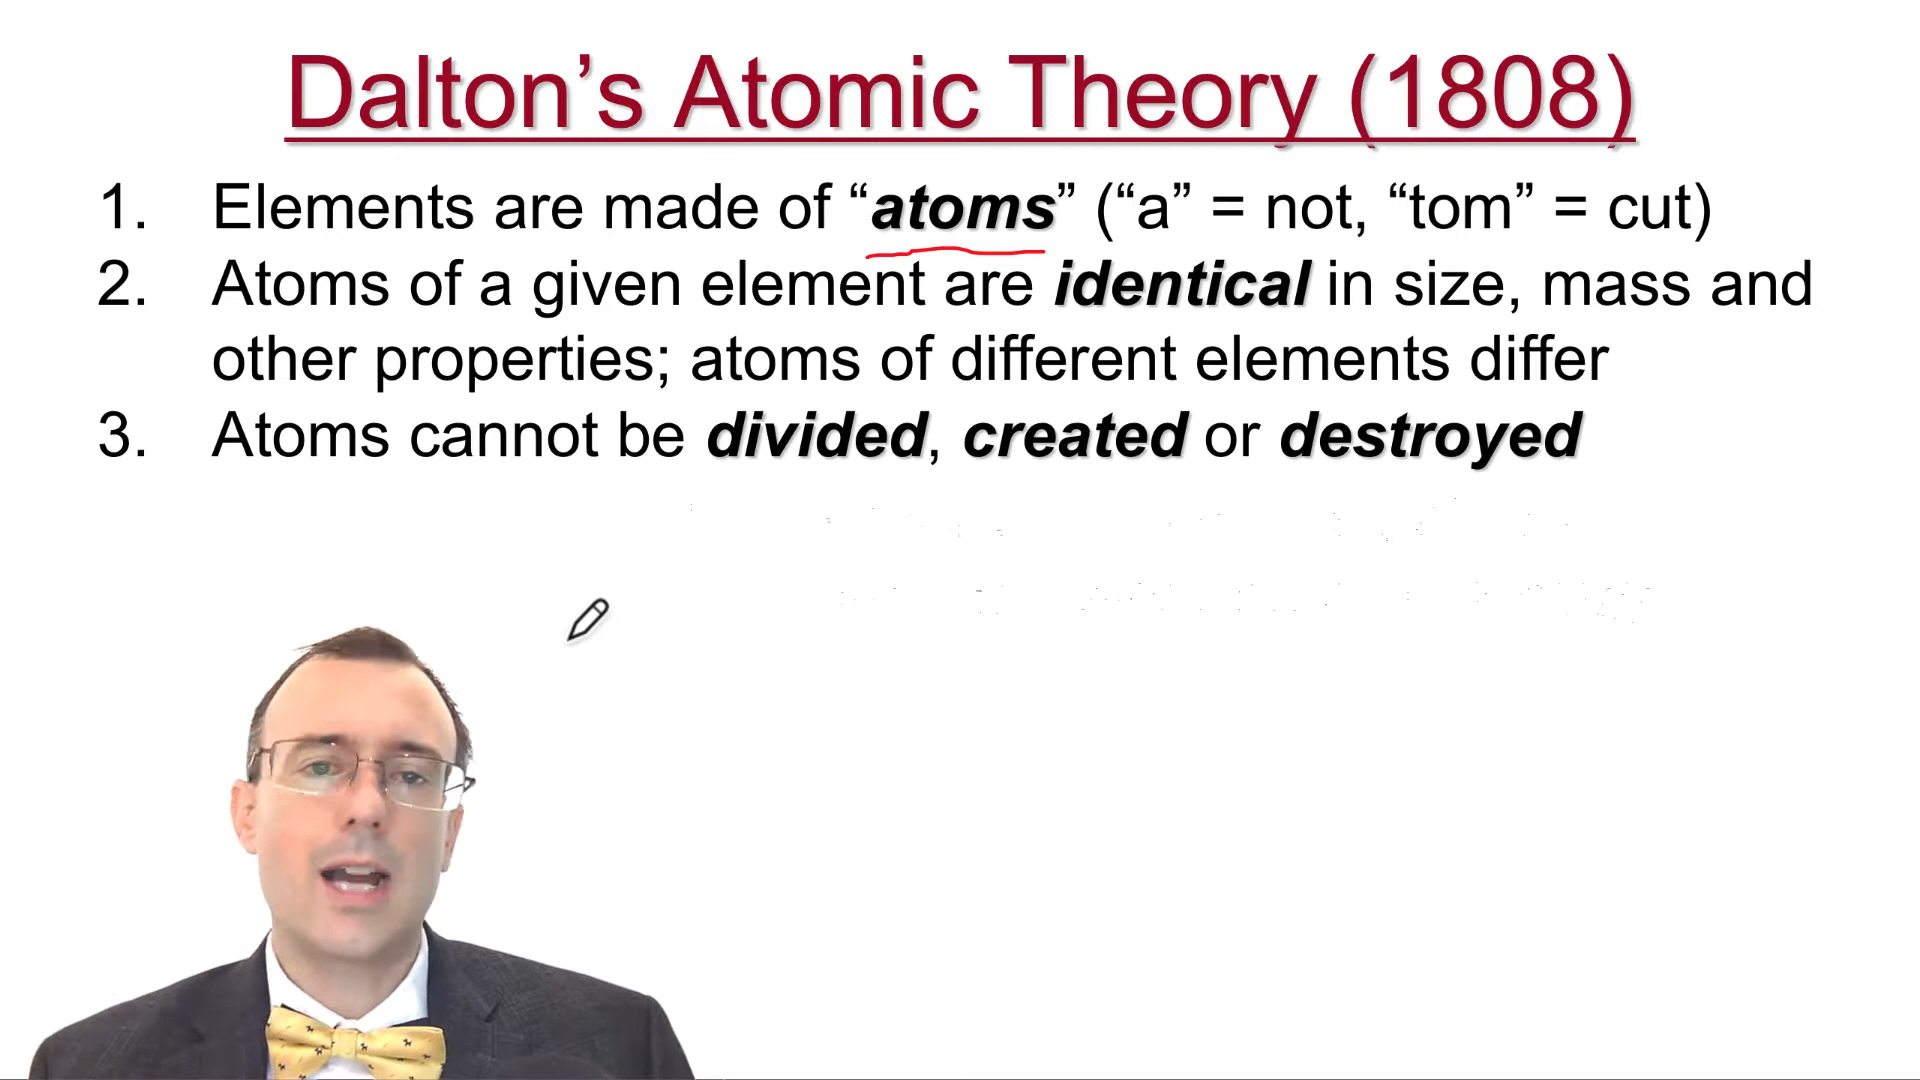 Dalton’s Atomic Theory (1808)
1. Elements are made of “atoms” (“a” = not, “tom” = cut)
2. Atoms of a given element are identical in size, mass and
other properties; atoms of different elements differ
3. Atoms cannot be divided, created or destroyed